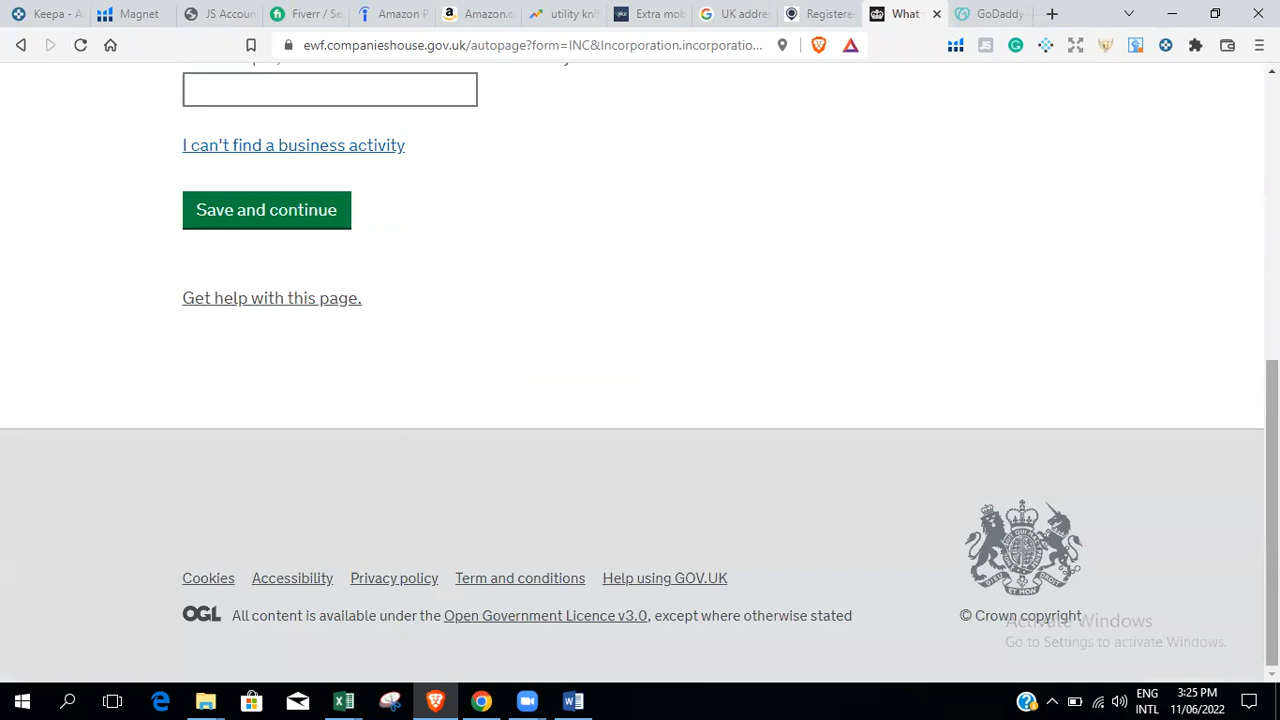 Keepa - A
Magnet
JS Accoun
Fiverr / Se
Amazon P
Amazon.c
utility knif
Extra mob
UK addre
Registere
What
GoDaddy
ewf.companieshouse.gov.uk/autopage?form=INC&Incorporation.incorporatio...
I can't find a business activity
Save and continue
Get help with this page.
Cookies Accessibility Privacy policy Term and conditions Help using GOV.UK
OGL All content is available under the Open Government Licence v3.0, except where otherwise stated
© Crown copyright
Activate Windows
Go to Settings to activate Windows.
ENG 3:25 PM
INTL 11/06/2022